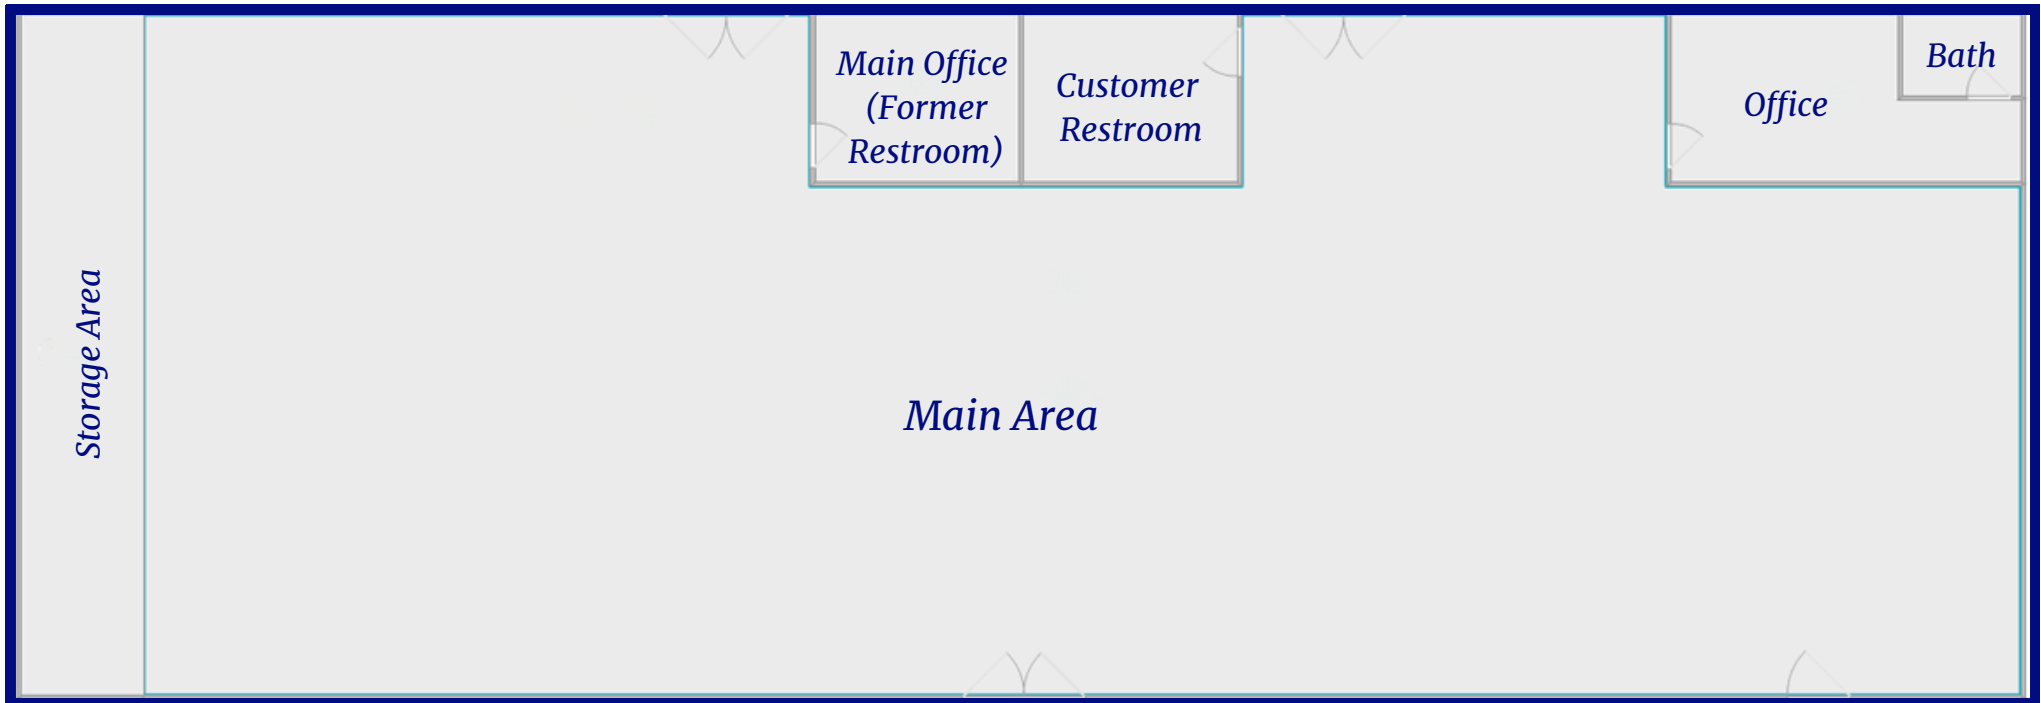 Main Office
(Former
Restroom)
Customer
Restroom
Office
Bath
Storage Area
Main Area